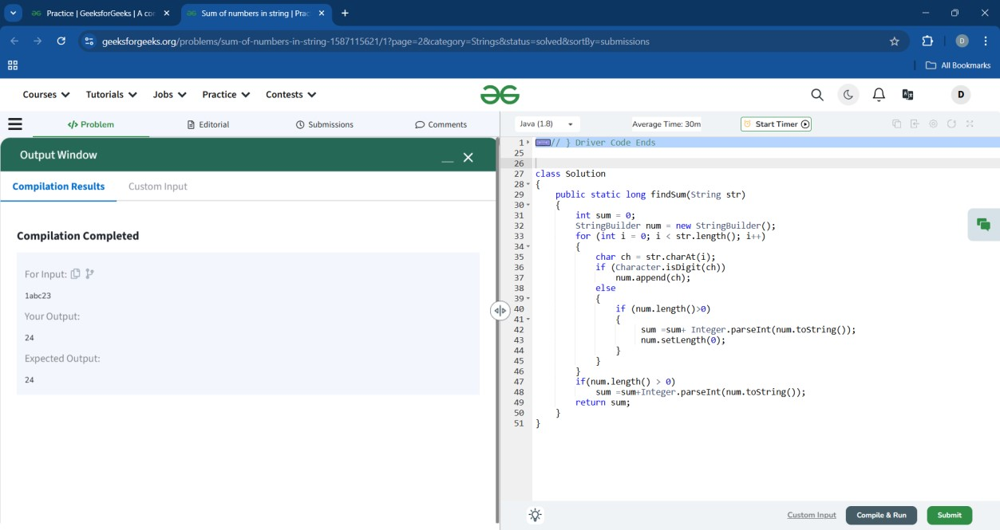 Practice | GeeksforGeeks | A cor
Sum of numbers in string | Prac
geeksforgeeks.org/problems/sum-of-numbers-in-string-1587115621/1?page=2&category=Strings&status=solved&sortBy=submissions
D
All Bookmarks
Courses
Tutorials
Jobs
Practice
Contests
D
</> Problem
Editorial
Submissions
Comments
Java (1.8)
Average Time: 30m
Start Timer
Output Window
Compilation Results
Custom Input
Compilation Completed
For Input:
1abc23
Your Output:
24
Expected Output:
24
1 // } Driver Code Ends
25
26
27 class Solution
28 {
29 public static long findSum(String str)
30 {
31 int sum = 0;
32 StringBuilder num = new StringBuilder();
33 for (int i = 0; i < str.length(); i++)
34 {
35 char ch = str.charAt(i);
36 if (Character.isDigit(ch))
37 num.append(ch);
38 else
39 {
40 if (num.length()>0)
41 {
42 sum =sum+ Integer.parseInt(num.toString());
43 num.setLength(0);
44 }
45 }
46 }
47 if(num.length() > 0)
48 sum =sum+Integer.parseInt(num.toString());
49 return sum;
50 }
51 }
Custom Input
Compile & Run
Submit